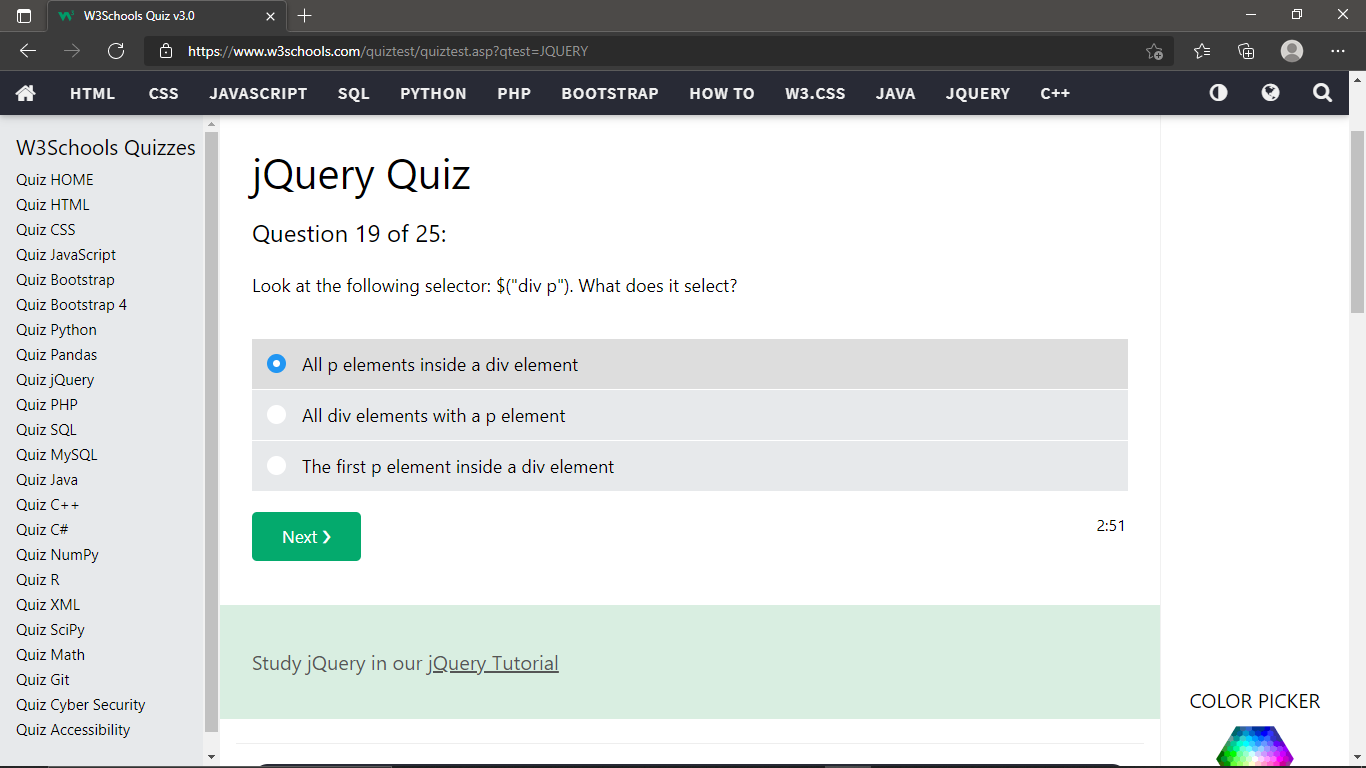 W3Schools Quiz v3.0
https://www.w3schools.com/quiztest/quiztest.asp?qtest=JQUERY
HTML CSS JAVASCRIPT SQL PYTHON PHP BOOTSTRAP HOW TO W3.CSS JAVA JQUERY C++
W3Schools Quizzes
Quiz HOME
Quiz HTML
Quiz CSS
Quiz JavaScript
Quiz Bootstrap
Quiz Bootstrap 4
Quiz Python
Quiz Pandas
Quiz jQuery
Quiz PHP
Quiz SQL
Quiz MySQL
Quiz Java
Quiz C++
Quiz C#
Quiz NumPy
Quiz R
Quiz XML
Quiz SciPy
Quiz Math
Quiz Git
Quiz Cyber Security
Quiz Accessibility
jQuery Quiz
Question 19 of 25:
Look at the following selector: $("div p"). What does it select?
All p elements inside a div element
All div elements with a p element
The first p element inside a div element
Next ❯
2:51
Study jQuery in our jQuery Tutorial
COLOR PICKER